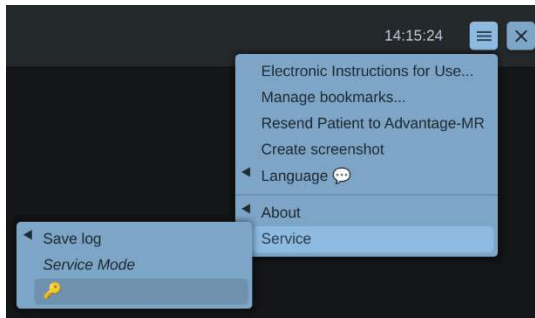 14:15:24
Electronic Instructions for Use...
Manage bookmarks...
Resend Patient to Advantage-MR
Create screenshot
Language 💬
About
Service
Save log
Service Mode
🔑